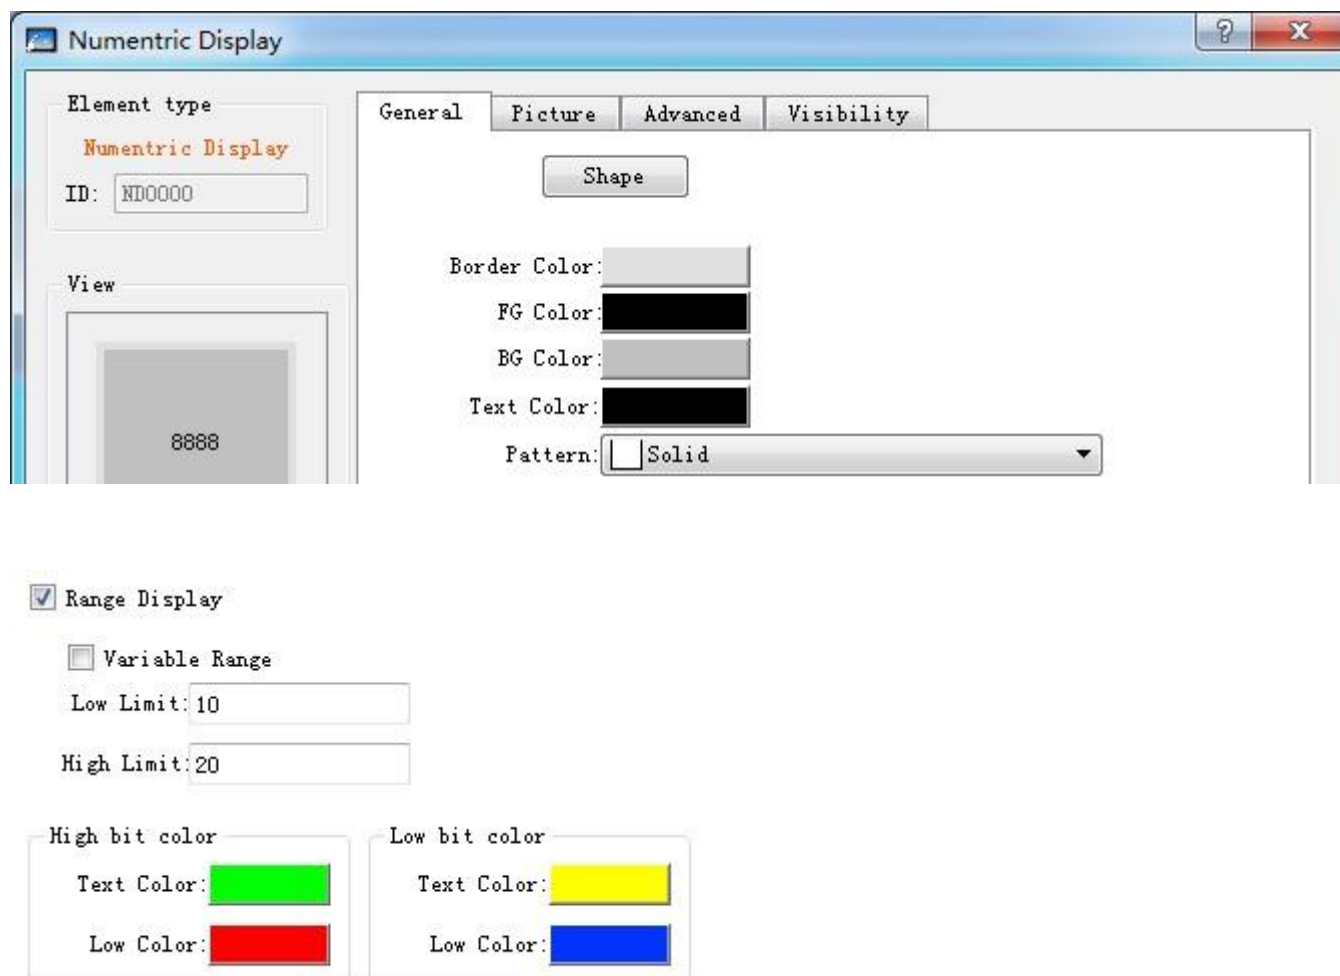 Numentric Display
?
X
Element type
Numentric Display
ID: ND0000
View
8888
General Picture Advanced Visibility
Shape
Border Color:
FG Color:
BG Color:
Text Color:
Pattern: Solid
Range Display
Variable Range
Low Limit: 10
High Limit: 20
High bit color
Text Color:
Low Color:
Low bit color
Text Color:
Low Color: